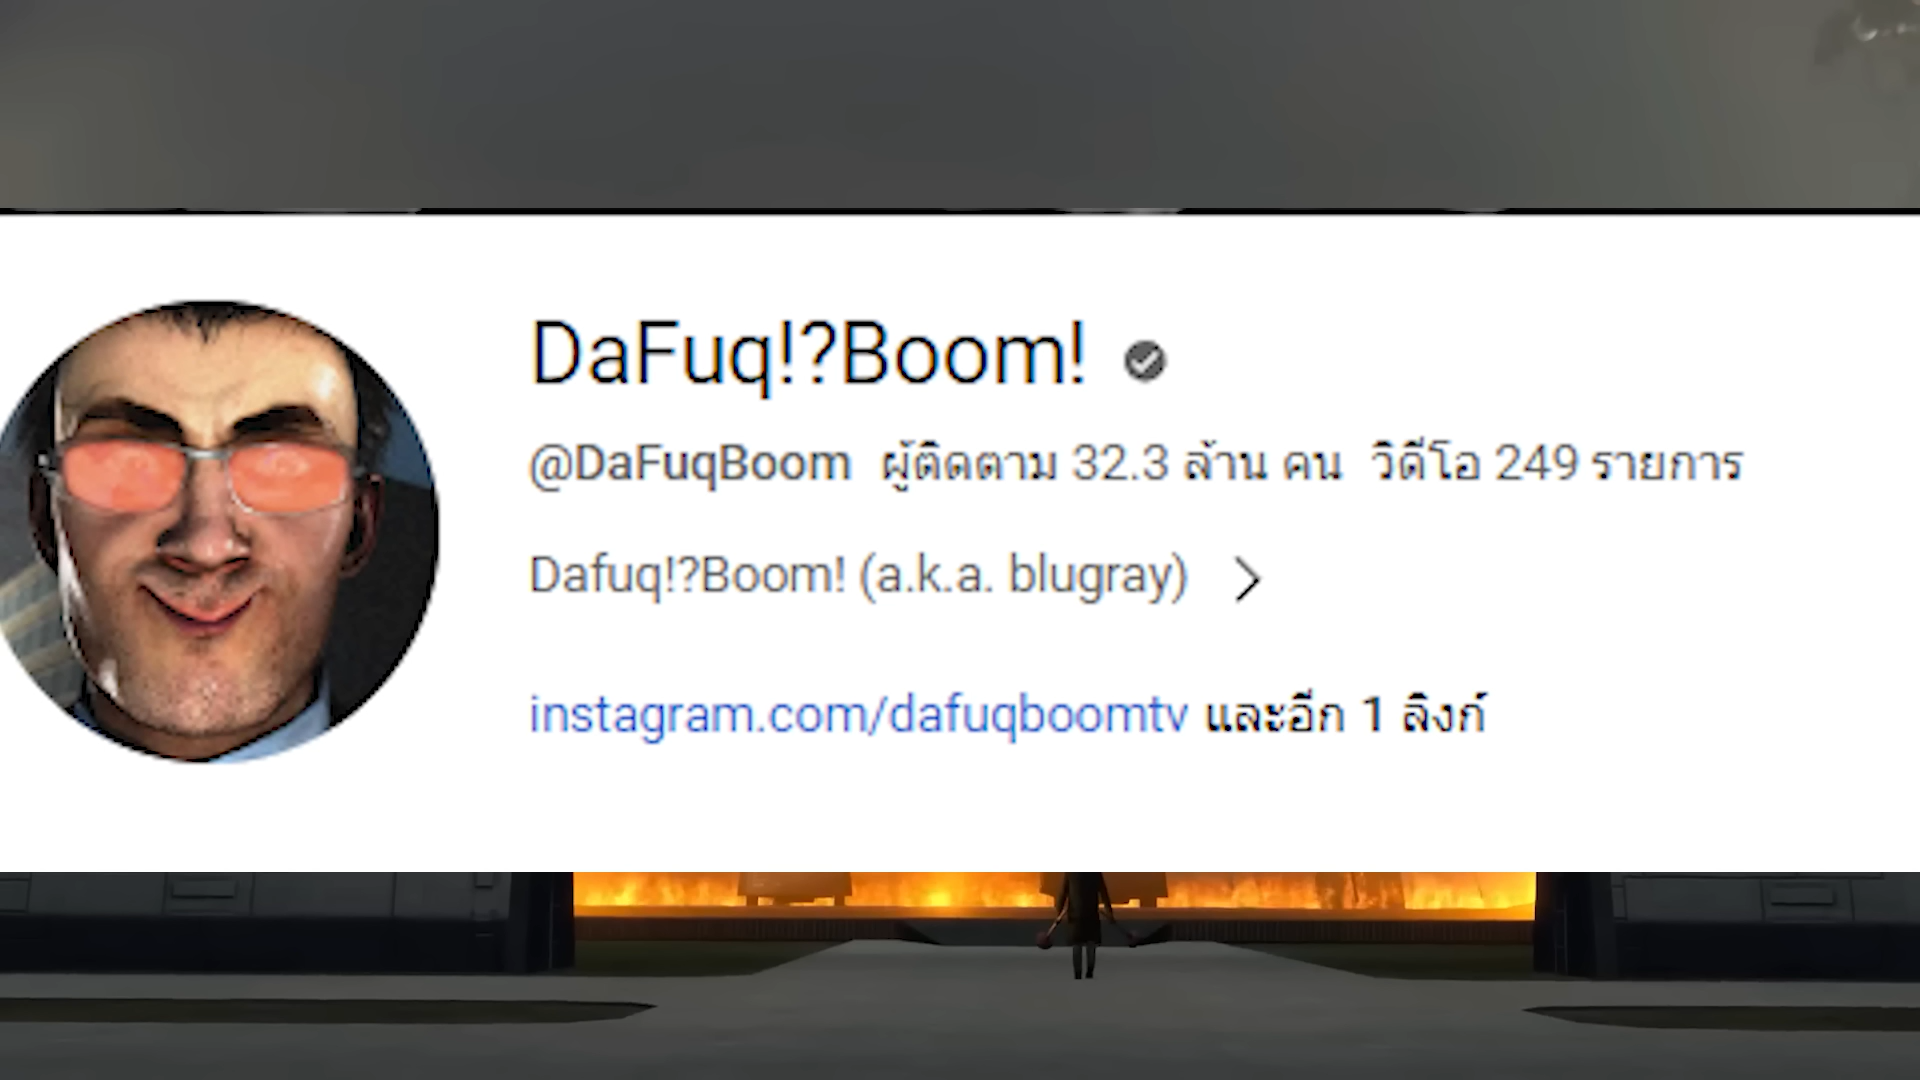 DaFuq!?Boom!
@DaFuqBoom ผู้ติดตาม 32.3 ล้าน คน วิดีโอ 249 รายการ
Dafuq!?Boom! (a.k.a. blugray)
instagram.com/dafuqboomtv และอีก 1 ลิงก์